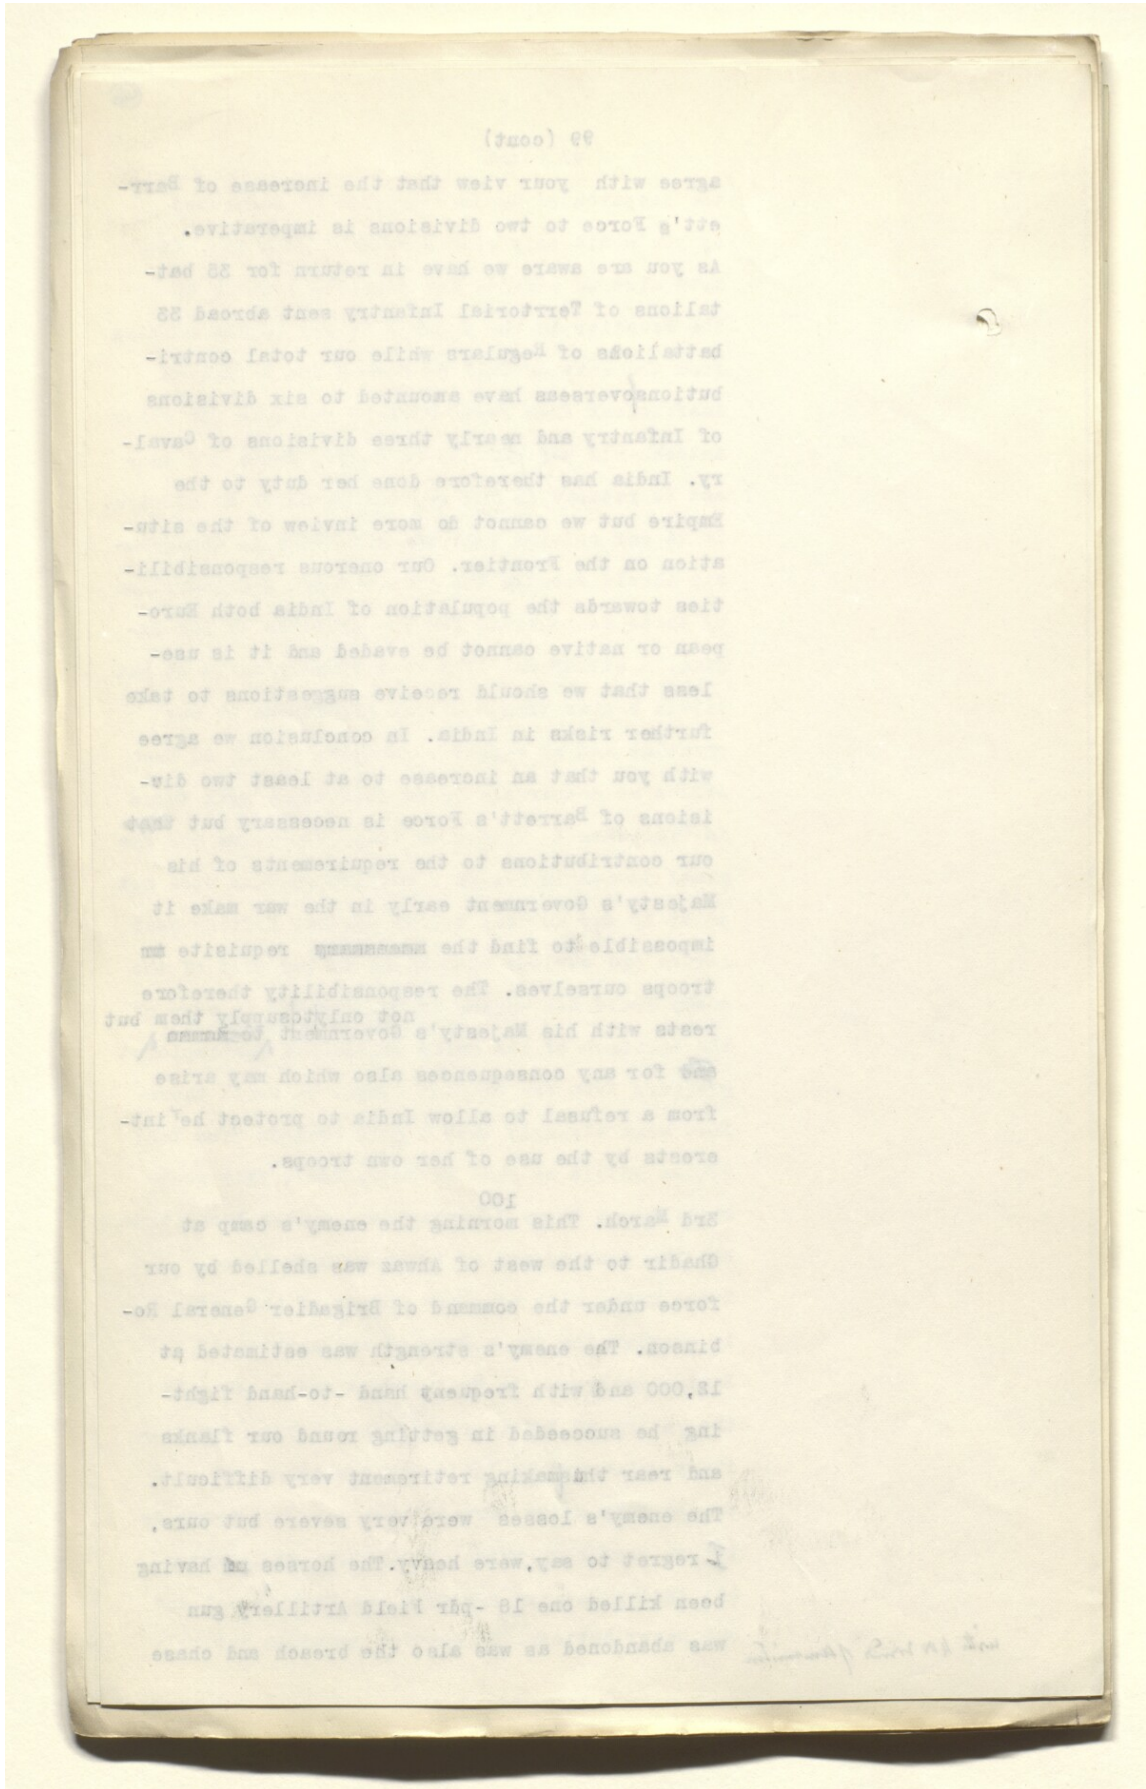 99 (cont)
agree with your view that the increase of Barr-
ett's Force to two divisions is imperative.
As you are aware we have in return for 35 bat-
talions of Territorial Infantry sent abroad 33
battalions of Regulars while our total contri-
butions overseas have amounted to six divisions
of Infantry and nearly three divisions of Caval-
ry. India has therefore done her duty to the
Empire but we cannot do more inview of the situ-
ation on the Frontier. Our onerous responsibili-
ties towards the population of India both Euro-
pean or native cannot be evaded and it is use-
less that we should receive suggestions to take
further risks in India. In conclusion we agree
with you that an increase to at least two div-
isions of Barrett's Force is necessary but that
our contributions to the requirements of his
Majesty's Government early in the war make it
impossible to find the requisite
troops ourselves. The responsibility therefore
not only to supply them but
rests with his Majesty's Government
for any consequences also which may arise
from a refusal to allow India to protect her int-
erests by the use of her own troops.
100
3rd March. This morning the enemy's camp at
Ghadir to the west of Ahwaz was shelled by our
force under the command of Brigadier General Ro-
binson. The enemy's strength was estimated at
12,000 and with frequent hand -to-hand fight-
ing he succeeded in getting round our flanks
and rear thus making retirement very difficult.
The enemy's losses were very severe but ours,
I regret to say, were heavy. The horses having
been killed one 18 -pdr Field Artillery gun
was abandoned as was also the breach and chase